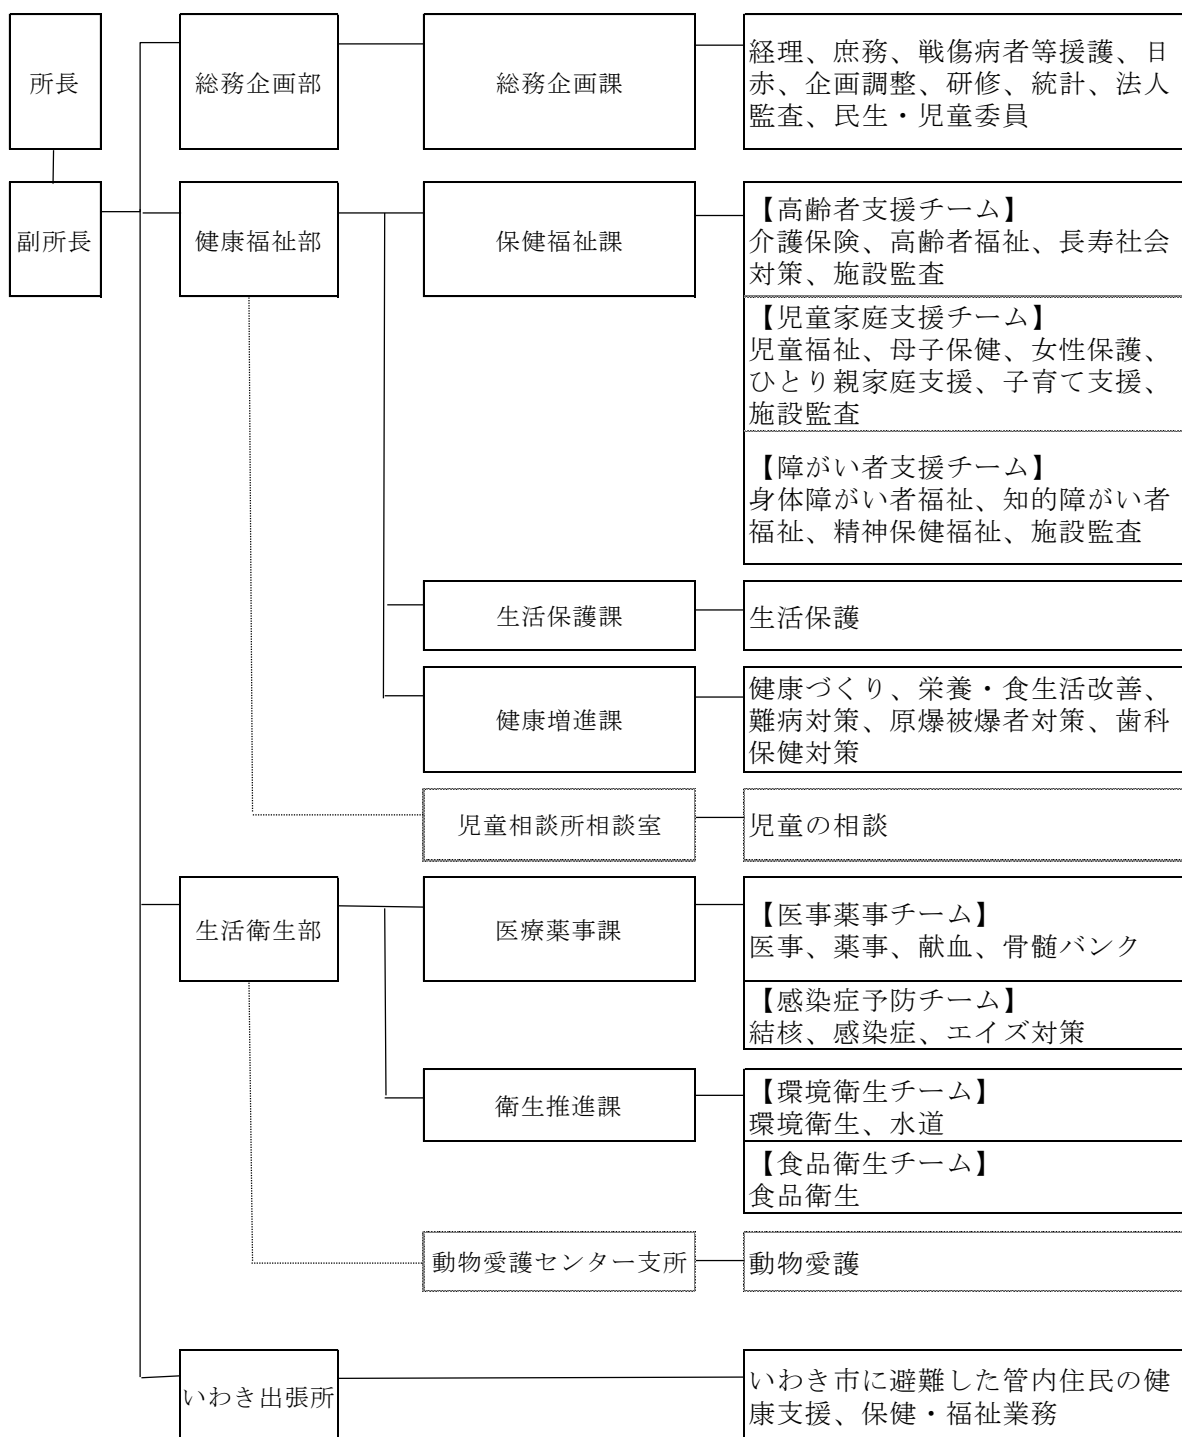 所長
総務企画部
総務企画課
経理、庶務、戦傷病者等援護、日
赤、企画調整、研修、統計、法人
監査、民生・児童委員
副所長
健康福祉部
保健福祉課
【高齢者支援チーム】
介護保険、高齢者福祉、長寿社会
対策、施設監査
【児童家庭支援チーム】
児童福祉、母子保健、女性保護、
ひとり親家庭支援、子育て支援、
施設監査
【障がい者支援チーム】
身体障がい者福祉、知的障がい者
福祉、精神保健福祉、施設監査
生活保護課
生活保護
健康増進課
健康づくり、栄養・食生活改善、
難病対策、原爆被爆者対策、歯科
保健対策
児童相談所相談室
児童の相談
生活衛生部
医療薬事課
【医事薬事チーム】
医事、薬事、献血、骨髄バンク
【感染症予防チーム】
結核、感染症、エイズ対策
衛生推進課
【環境衛生チーム】
環境衛生、水道
【食品衛生チーム】
食品衛生
動物愛護センター支所
動物愛護
いわき出張所
いわき市に避難した管内住民の健
康支援、保健・福祉業務